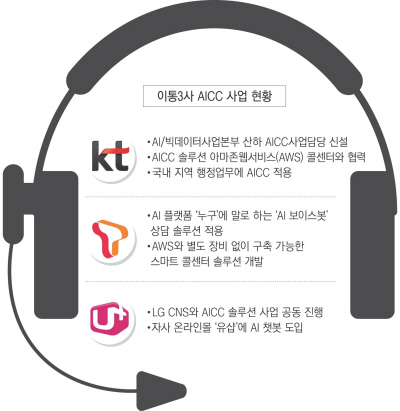 이통3사 AICC 사업 현황
kt
•AI/빅데이터사업본부 산하 AICC사업담당 신설
•AICC 솔루션 아마존웹서비스(AWS) 콜센터와 협력
•국내 지역 행정업무에 AICC 적용
T
•AI 플랫폼 '누구'에 말로 하는 'AI 보이스봇'
상담 솔루션 적용
•AWS와 별도 장비 없이 구축 가능한
스마트 콜센터 솔루션 개발
U+
•LG CNS와 AICC 솔루션 사업 공동 진행
•자사 온라인몰 '유샵'에 AI 챗봇 도입